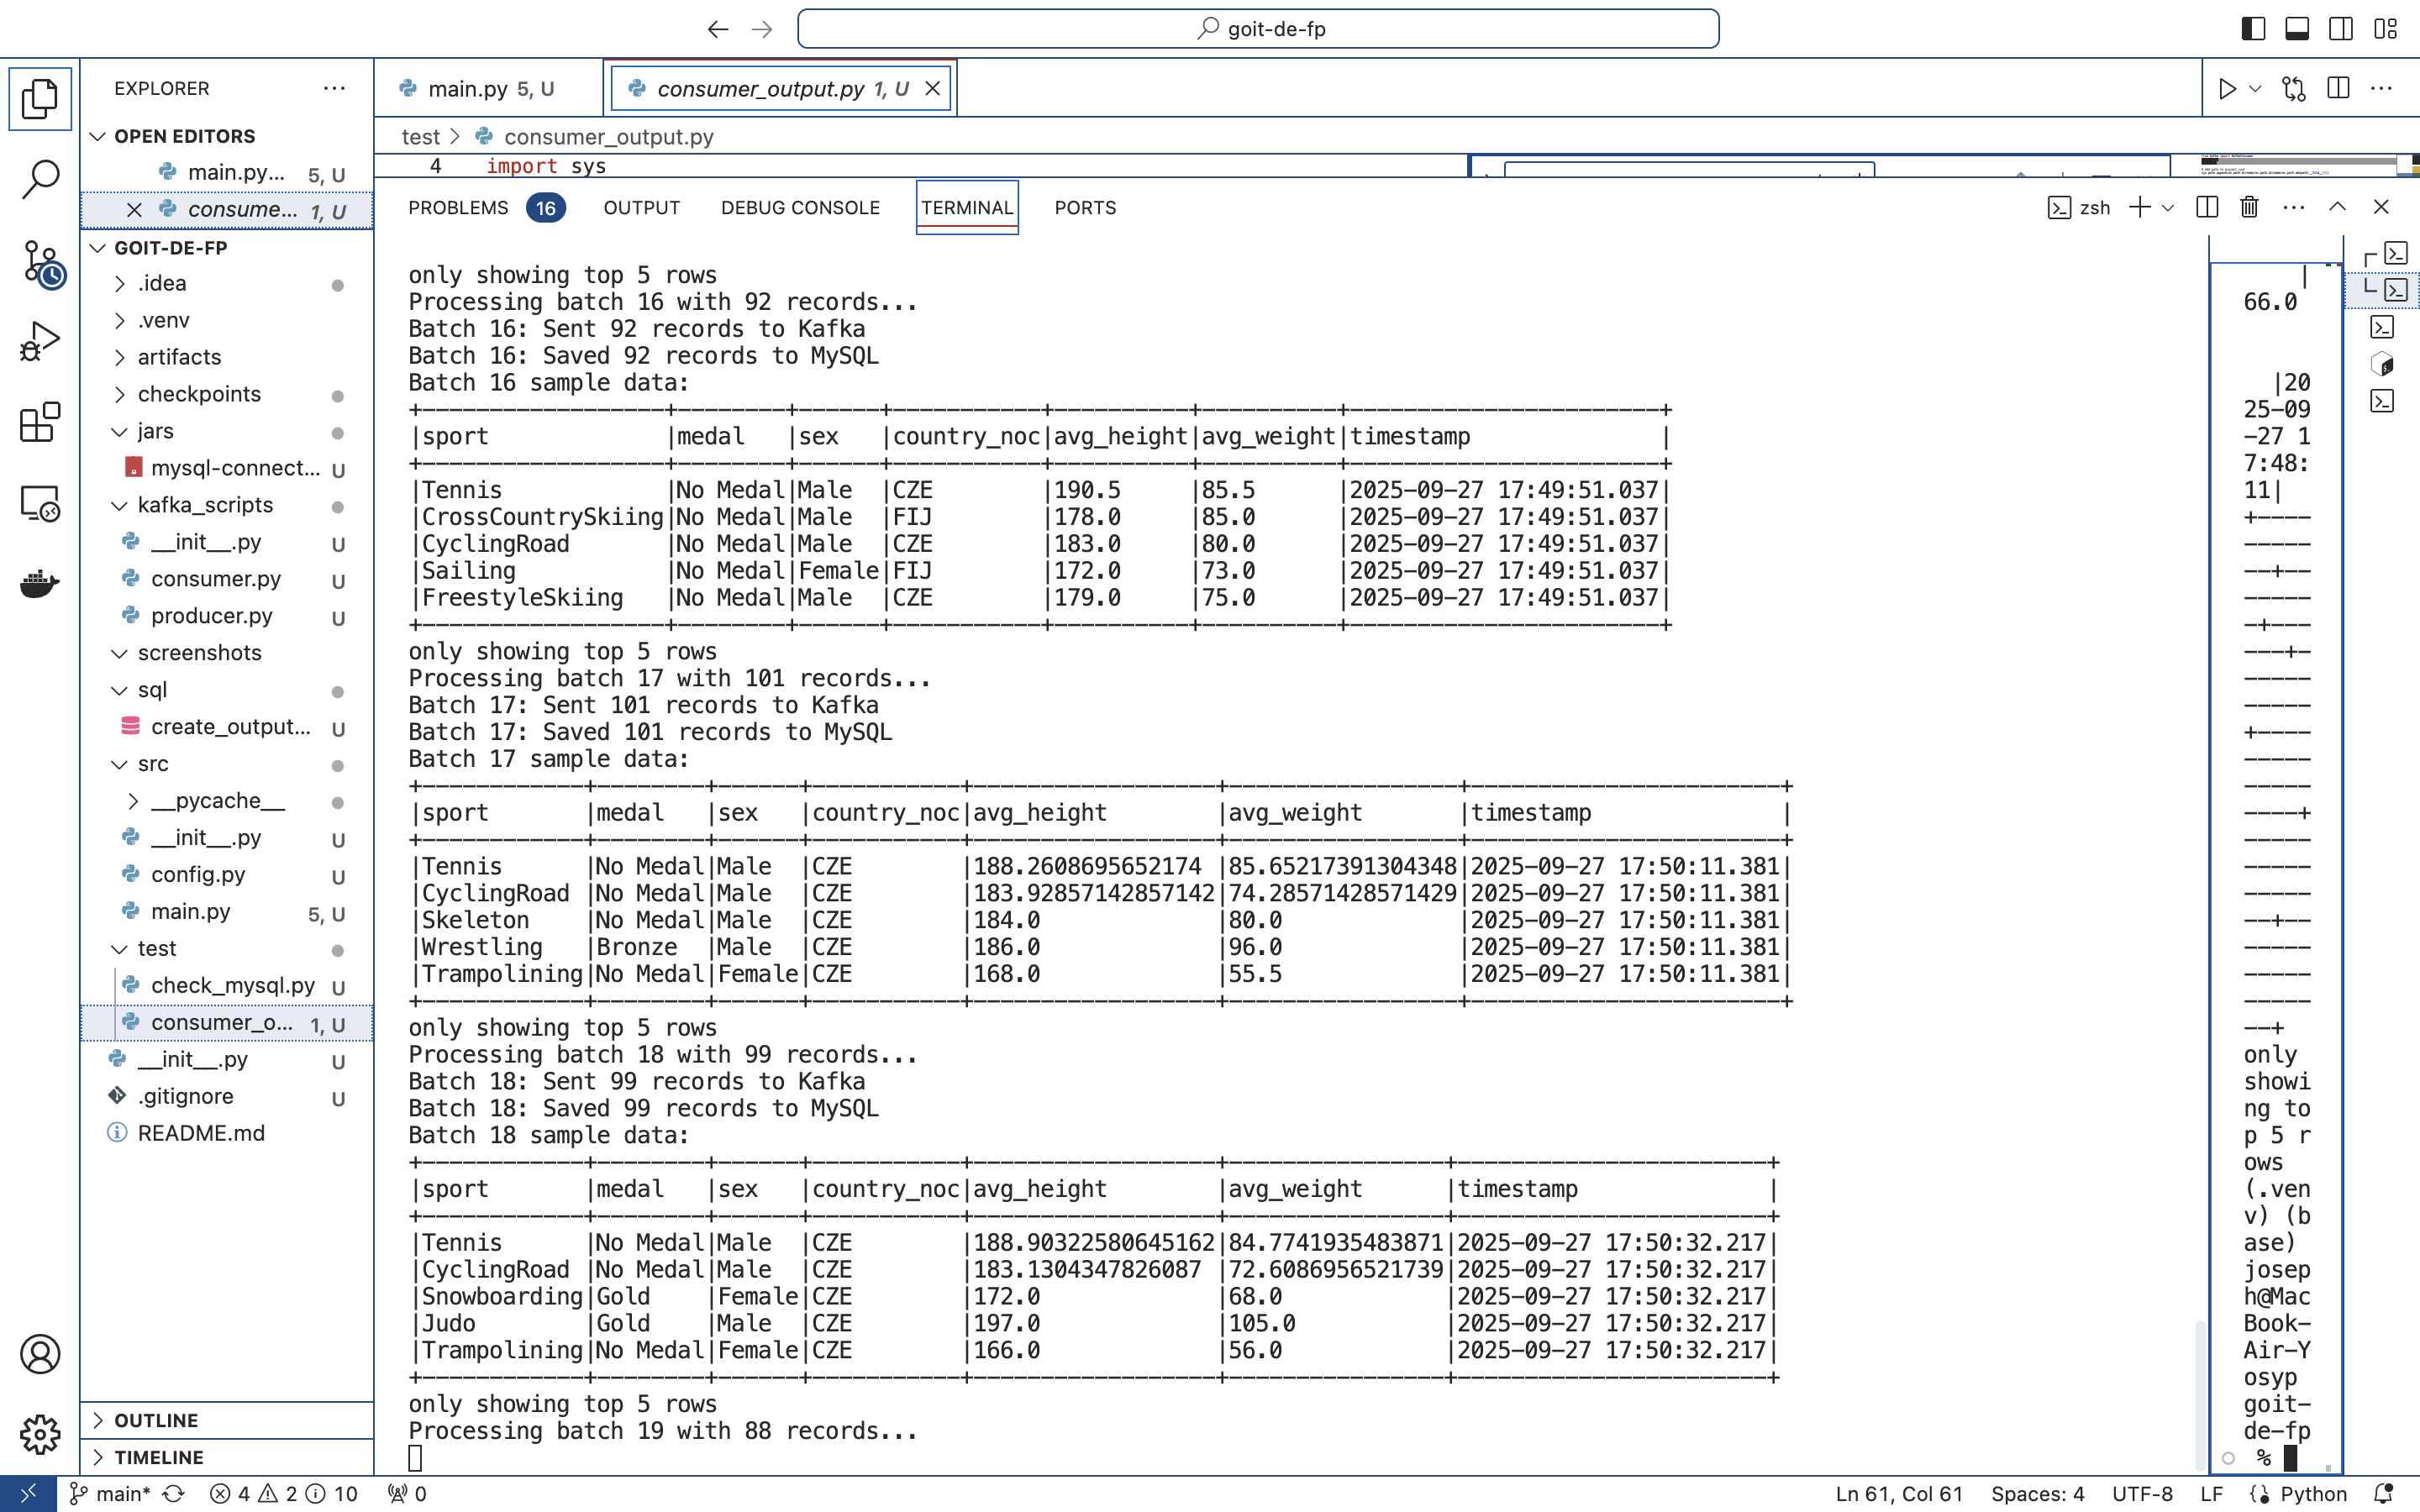 goit-de-fp
EXPLORER
OPEN EDITORS
main.py... 5, U
consume... 1, U
GOIT-DE-FP
.idea
.venv
artifacts
checkpoints
jars
mysql-connect... U
kafka_scripts
__init__.py U
consumer.py U
producer.py U
screenshots
sql
create_output... U
src
__pycache__
__init__.py U
config.py U
main.py 5, U
test
check_mysql.py U
consumer_o... 1, U
__init__.py U
.gitignore U
README.md
OUTLINE
TIMELINE
main.py 5, U
consumer_output.py 1, U
test > consumer_output.py
4 import sys
PROBLEMS 16 OUTPUT DEBUG CONSOLE TERMINAL PORTS
zsh
only showing top 5 rows
Processing batch 16 with 92 records...
Batch 16: Sent 92 records to Kafka
Batch 16: Saved 92 records to MySQL
Batch 16 sample data:
+-------------------+--------+------+-----------+----------+----------+-----------------------+
|sport              |medal   |sex   |country_noc|avg_height|avg_weight|timestamp              |
+-------------------+--------+------+-----------+----------+----------+-----------------------+
|Tennis             |No Medal|Male  |CZE        |190.5     |85.5      |2025-09-27 17:49:51.037|
|CrossCountrySkiing|No Medal|Male  |FIJ        |178.0     |85.0      |2025-09-27 17:49:51.037|
|CyclingRoad        |No Medal|Male  |CZE        |183.0     |80.0      |2025-09-27 17:49:51.037|
|Sailing            |No Medal|Female|FIJ        |172.0     |73.0      |2025-09-27 17:49:51.037|
|FreestyleSkiing    |No Medal|Male  |CZE        |179.0     |75.0      |2025-09-27 17:49:51.037|
+-------------------+--------+------+-----------+----------+----------+-----------------------+
only showing top 5 rows
Processing batch 17 with 101 records...
Batch 17: Sent 101 records to Kafka
Batch 17: Saved 101 records to MySQL
Batch 17 sample data:
+------------+--------+------+-----------+------------------+-----------------+-----------------------+
|sport       |medal   |sex   |country_noc|avg_height        |avg_weight       |timestamp              |
+------------+--------+------+-----------+------------------+-----------------+-----------------------+
|Tennis      |No Medal|Male  |CZE        |188.2608695652174 |85.65217391304348|2025-09-27 17:50:11.381|
|CyclingRoad |No Medal|Male  |CZE        |183.92857142857142|74.28571428571429|2025-09-27 17:50:11.381|
|Skeleton    |No Medal|Male  |CZE        |184.0             |80.0             |2025-09-27 17:50:11.381|
|Wrestling   |Bronze  |Male  |CZE        |186.0             |96.0             |2025-09-27 17:50:11.381|
|Trampolining|No Medal|Female|CZE        |168.0             |55.5             |2025-09-27 17:50:11.381|
+------------+--------+------+-----------+------------------+-----------------+-----------------------+
only showing top 5 rows
Processing batch 18 with 99 records...
Batch 18: Sent 99 records to Kafka
Batch 18: Saved 99 records to MySQL
Batch 18 sample data:
+------------+--------+------+-----------+------------------+----------------+-----------------------+
|sport       |medal   |sex   |country_noc|avg_height        |avg_weight      |timestamp              |
+------------+--------+------+-----------+------------------+----------------+-----------------------+
|Tennis      |No Medal|Male  |CZE        |188.90322580645162|84.7741935483871|2025-09-27 17:50:32.217|
|CyclingRoad |No Medal|Male  |CZE        |183.1304347826087 |72.6086956521739|2025-09-27 17:50:32.217|
|Snowboarding|Gold    |Female|CZE        |172.0             |68.0            |2025-09-27 17:50:32.217|
|Judo        |Gold    |Male  |CZE        |197.0             |105.0           |2025-09-27 17:50:32.217|
|Trampolining|No Medal|Female|CZE        |166.0             |56.0            |2025-09-27 17:50:32.217|
+------------+--------+------+-----------+------------------+----------------+-----------------------+
only showing top 5 rows
Processing batch 19 with 88 records...
|
66.0
|20
25-09
-27 1
7:48:
11|
+----
-----
--+--
-----
-+---
---+-
-----
-----
+----
-----
-----
----+
-----
-----
-----
--+--
-----
-----
-----
--+
only
showi
ng to
p 5 r
ows
(.ven
v) (b
ase)
josep
h@Mac
Book-
Air-Y
osyp
goit-
de-fp
%
main* 4 2 10 0
Ln 61, Col 61 Spaces: 4 UTF-8 LF Python